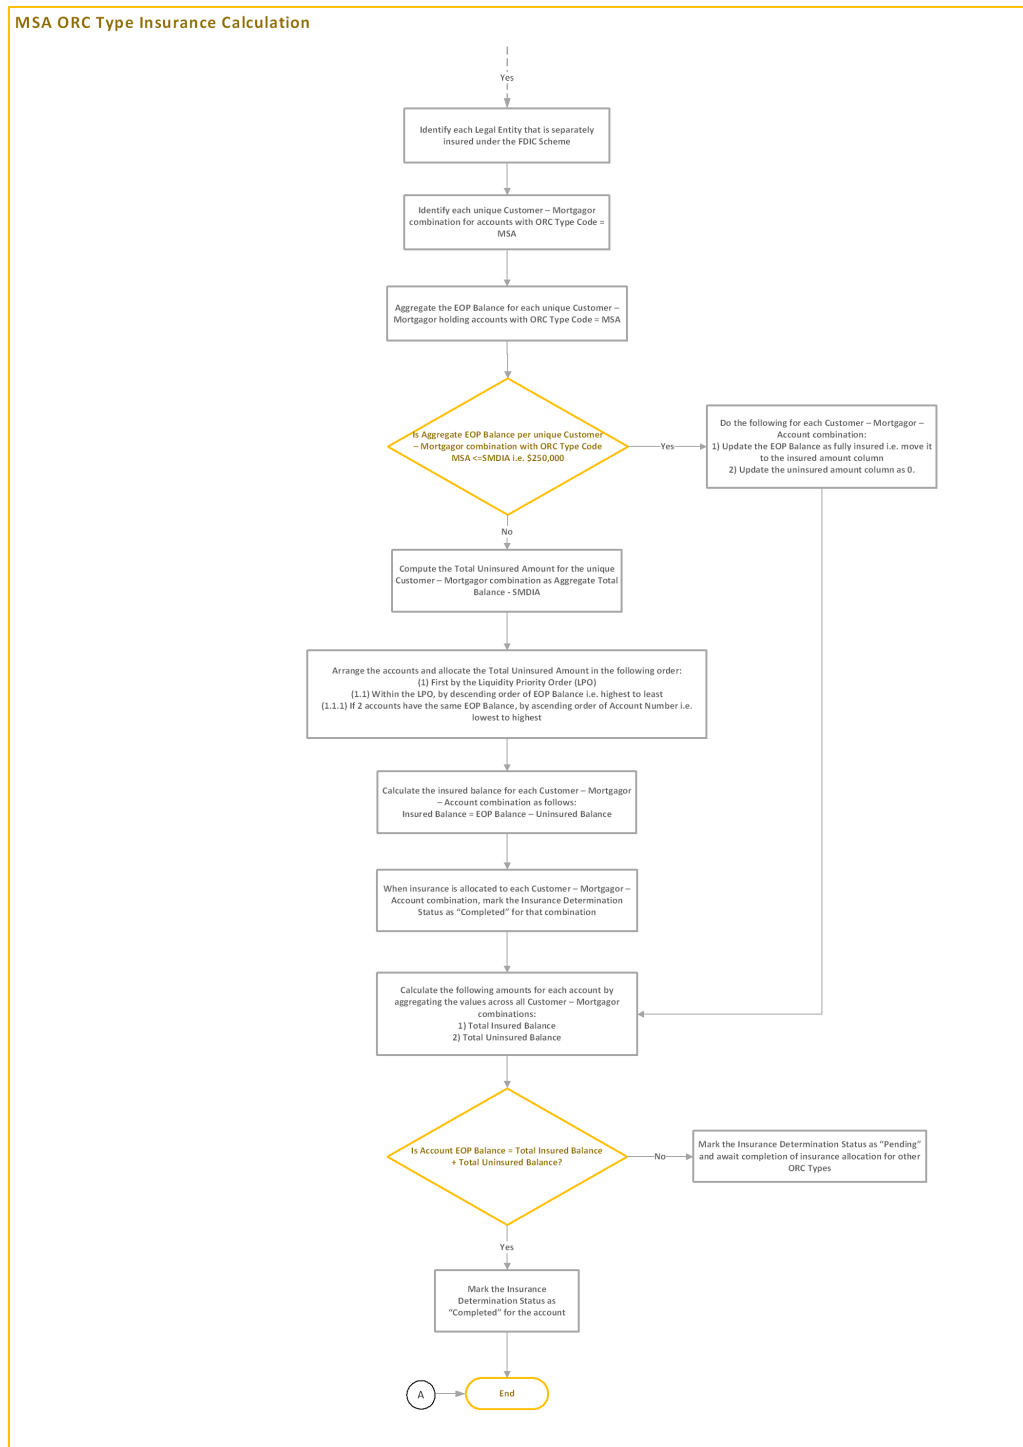 MSA ORC Type Insurance Calculation
Yes
Identify each Legal Entity that is separately
insured under the FDIC Scheme
Identify each unique Customer – Mortgagor
combination for accounts with ORC Type Code =
MSA
Aggregate the EOP Balance for each unique Customer –
Mortgagor holding accounts with ORC Type Code = MSA
Is Aggregate EOP Balance per unique Customer
– Mortgagor combination with ORC Type Code
MSA <=SMDIA i.e. $250,000
Yes
Do the following for each Customer – Mortgagor –
Account combination:
1) Update the EOP Balance as fully insured i.e. move it
to the insured amount column
2) Update the uninsured amount column as 0.
No
Compute the Total Uninsured Amount for the unique
Customer – Mortgagor combination as Aggregate Total
Balance - SMDIA
Arrange the accounts and allocate the Total Uninsured Amount in the following order:
(1) First by the Liquidity Priority Order (LPO)
(1.1) Within the LPO, by descending order of EOP Balance i.e. highest to least
(1.1.1) If 2 accounts have the same EOP Balance, by ascending order of Account Number i.e.
lowest to highest
Calculate the insured balance for each Customer – Mortgagor
– Account combination as follows:
Insured Balance = EOP Balance – Uninsured Balance
When insurance is allocated to each Customer – Mortgagor –
Account combination, mark the Insurance Determination
Status as “Completed” for that combination
Calculate the following amounts for each account by
aggregating the values across all Customer – Mortgagor
combinations:
1) Total Insured Balance
2) Total Uninsured Balance
Is Account EOP Balance = Total Insured Balance
+ Total Uninsured Balance?
No
Mark the Insurance Determination Status as “Pending”
and await completion of insurance allocation for other
ORC Types
Yes
Mark the Insurance
Determination Status as
“Completed” for the account
A
End